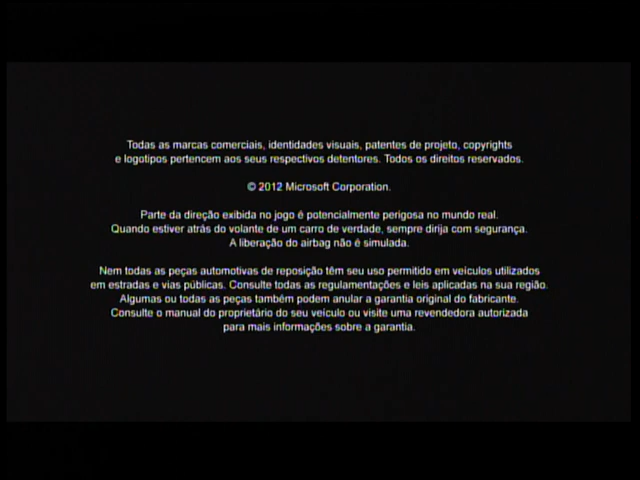 Todas as marcas comerciais, identidades visuais, patentes de projeto, copyrights
e logotipos pertencem aos seus respectivos detentores. Todos os direitos reservados.
© 2012 Microsoft Corporation.
Parte da direção exibida no jogo é potencialmente perigosa no mundo real.
Quando estiver atrás do volante de um carro de verdade, sempre dirija com segurança.
A liberação do airbag não é simulada.
Nem todas as peças automotivas de reposição têm seu uso permitido em veículos utilizados
em estradas e vias públicas. Consulte todas as regulamentações e leis aplicadas na sua região.
Algumas ou todas as peças também podem anular a garantia original do fabricante.
Consulte o manual do proprietário do seu veículo ou visite uma revendedora autorizada
para mais informações sobre a garantia.